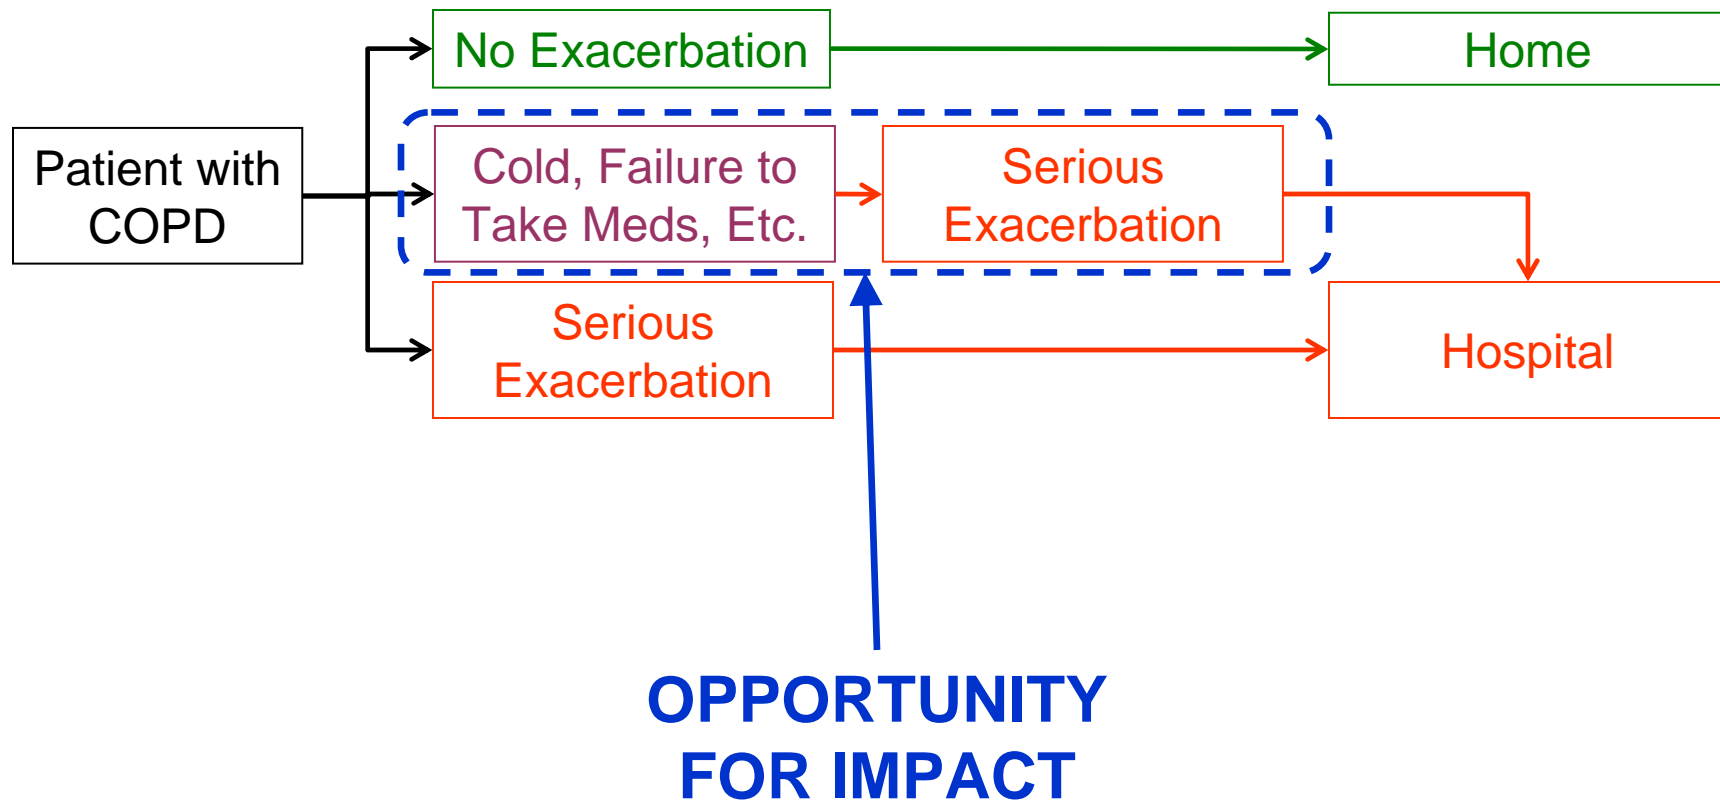 No Exacerbation
Home
Patient with
COPD
Cold, Failure to
Take Meds, Etc.
Serious
Exacerbation
Serious
Exacerbation
Hospital
OPPORTUNITY
FOR IMPACT